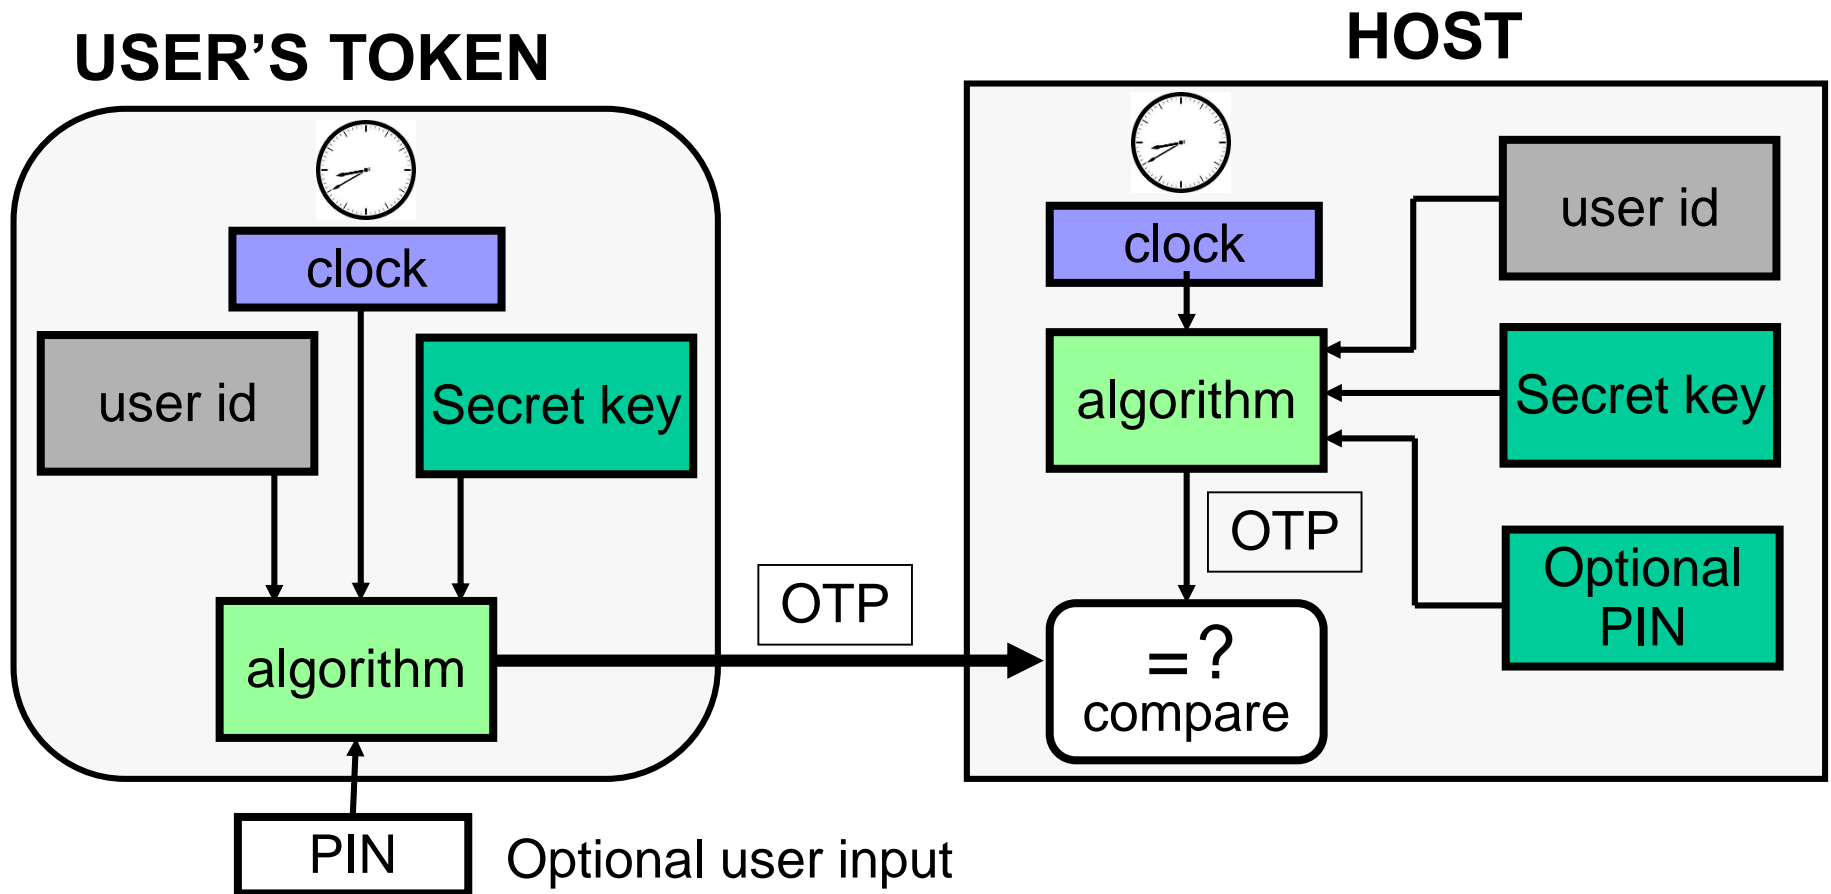 USER’S TOKEN
clock
user id
Secret key
algorithm
PIN
Optional user input
OTP
HOST
clock
user id
algorithm
Secret key
OTP
Optional
PIN
=?
compare